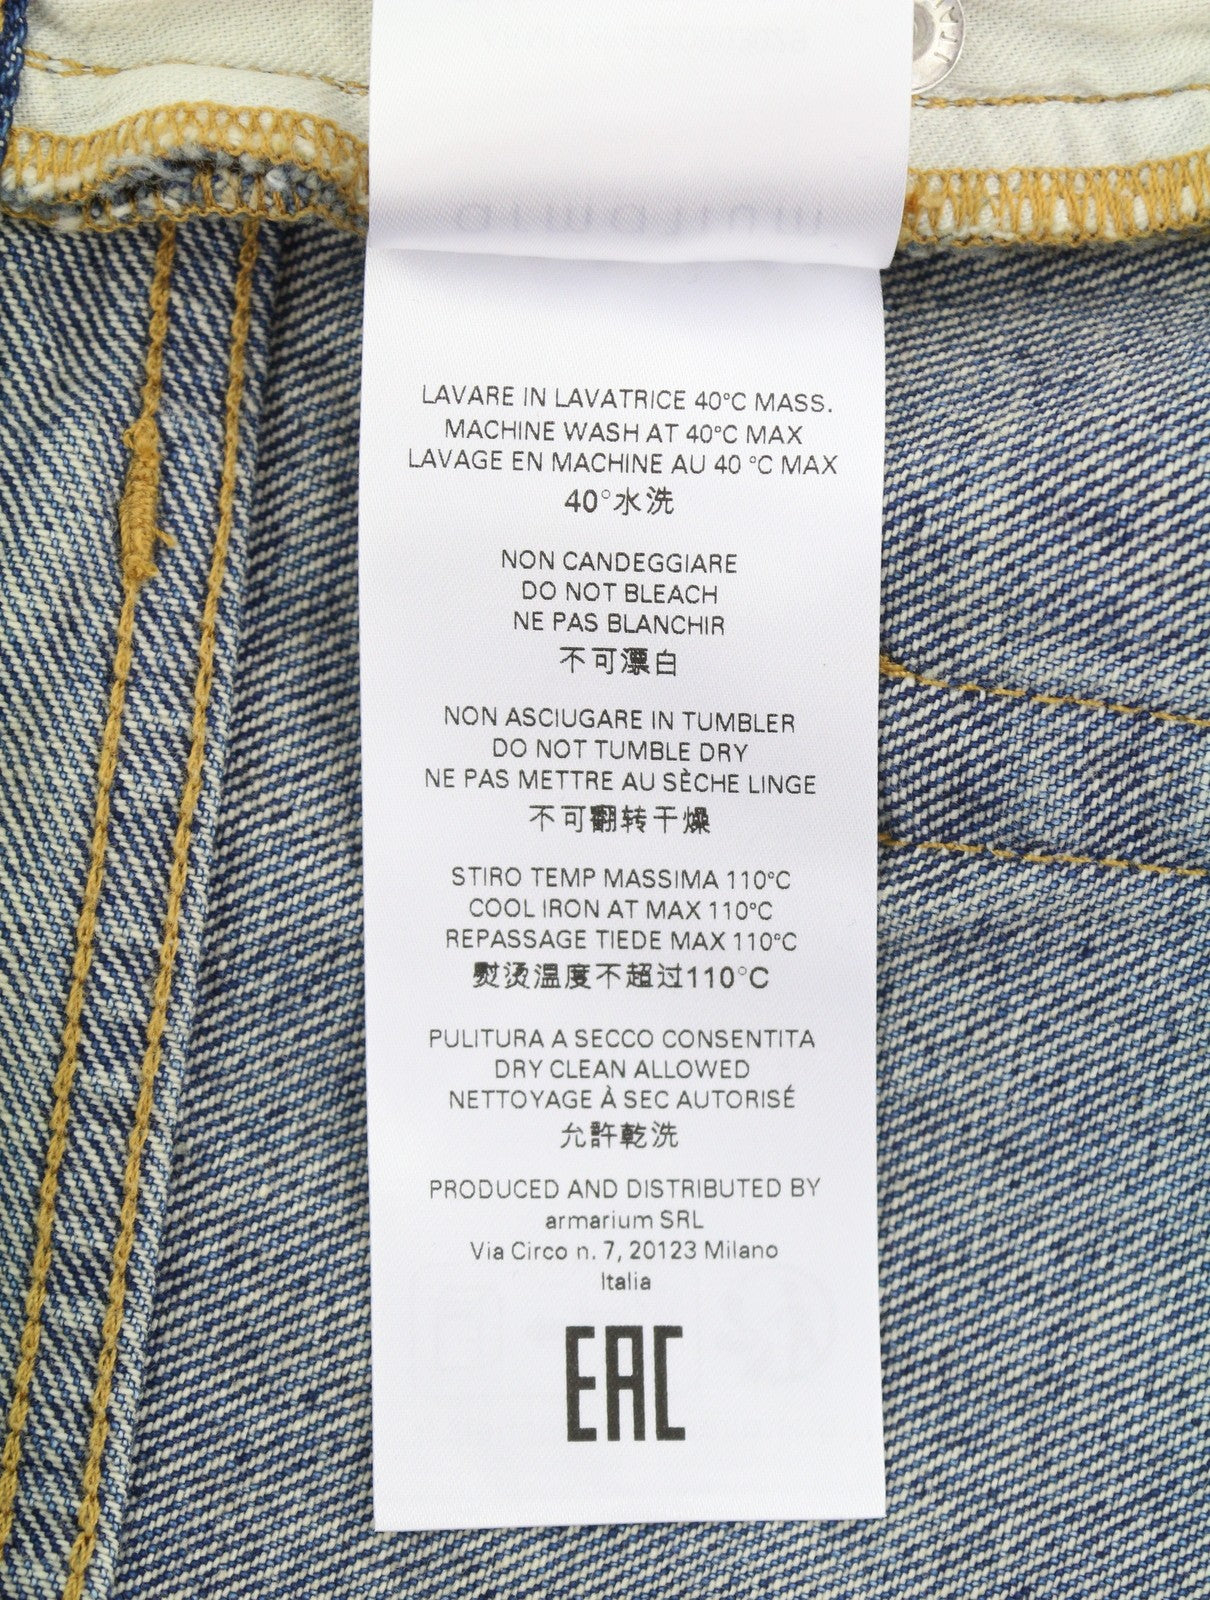 LAVARE IN LAVATRICE 40°C MASS.
MACHINE WASH AT 40°C MAX
LAVAGE EN MACHINE AU 40 °C MAX
40°水洗
NON CANDEGGIARE
DO NOT BLEACH
NE PAS BLANCHIR
不可漂白
NON ASCIUGARE IN TUMBLER
DO NOT TUMBLE DRY
NE PAS METTRE AU SÈCHE LINGE
不可翻转干燥
STIRO TEMP MASSIMA 110°C
COOL IRON AT MAX 110°C
REPASSAGE TIEDE MAX 110°C
熨烫温度不超过110°C
PULITURA A SECCO CONSENTITA
DRY CLEAN ALLOWED
NETTOYAGE À SEC AUTORISÉ
允許乾洗
PRODUCED AND DISTRIBUTED BY
armarium SRL
Via Circo n. 7, 20123 Milano
Italia
EAC